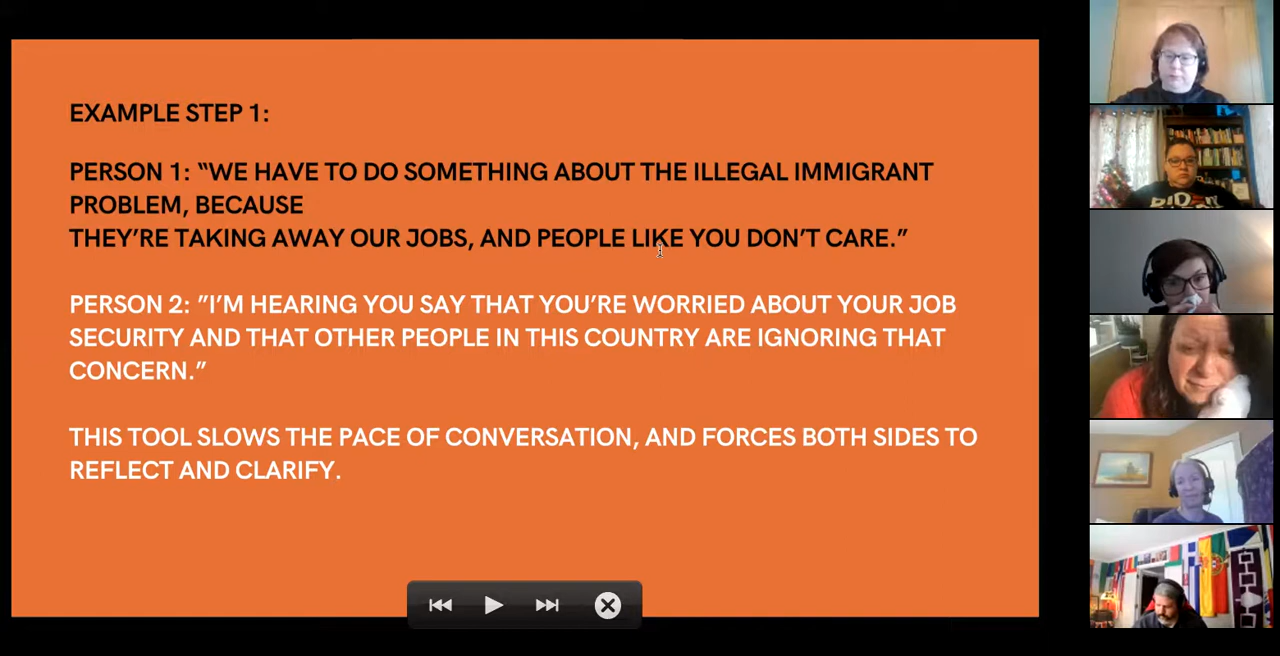 EXAMPLE STEP 1:
PERSON 1: “WE HAVE TO DO SOMETHING ABOUT THE ILLEGAL IMMIGRANT
PROBLEM, BECAUSE
THEY’RE TAKING AWAY OUR JOBS, AND PEOPLE LIKE YOU DON’T CARE.”
PERSON 2: ”I’M HEARING YOU SAY THAT YOU’RE WORRIED ABOUT YOUR JOB
SECURITY AND THAT OTHER PEOPLE IN THIS COUNTRY ARE IGNORING THAT
CONCERN.”
THIS TOOL SLOWS THE PACE OF CONVERSATION, AND FORCES BOTH SIDES TO
REFLECT AND CLARIFY.
BIDEN